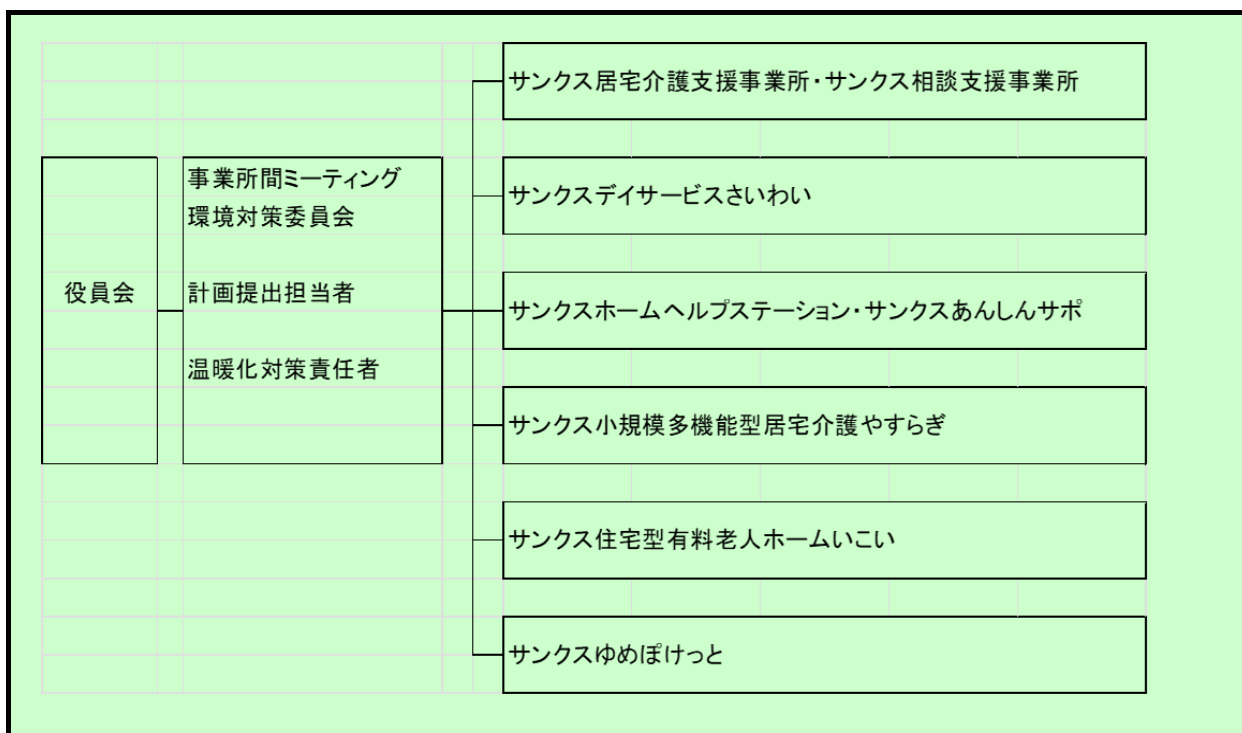 役員会
事業所間ミーティング
環境対策委員会
計画提出担当者
温暖化対策責任者
サンクス居宅介護支援事業所・サンクス相談支援事業所
サンクスデイサービスさいわい
サンクスホームヘルプステーション・サンクスあんしんサポ
サンクス小規模多機能型居宅介護やすらぎ
サンクス住宅型有料老人ホームいこい
サンクスゆめぽけっと